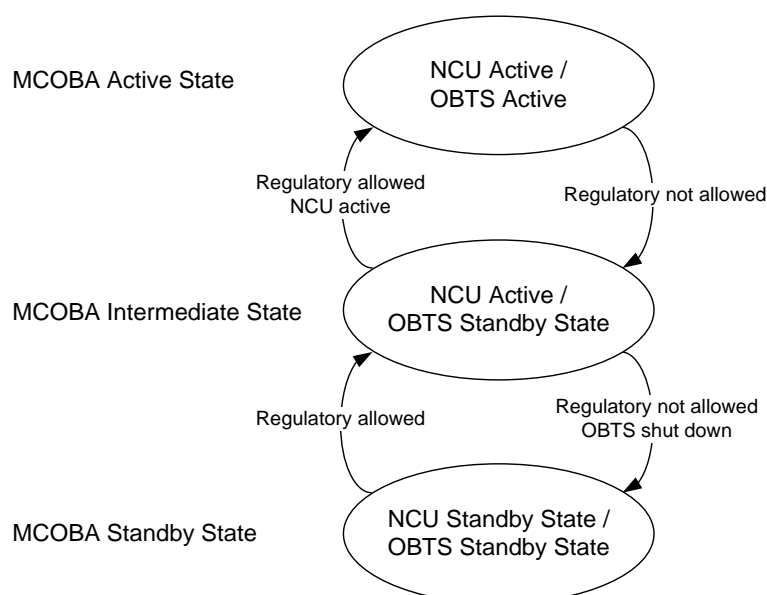 MCOBA Active State
NCU Active /
OBTS Active
Regulatory allowed
NCU active
Regulatory not allowed
MCOBA Intermediate State
NCU Active /
OBTS Standby State
Regulatory allowed
Regulatory not allowed
OBTS shut down
MCOBA Standby State
NCU Standby State /
OBTS Standby State